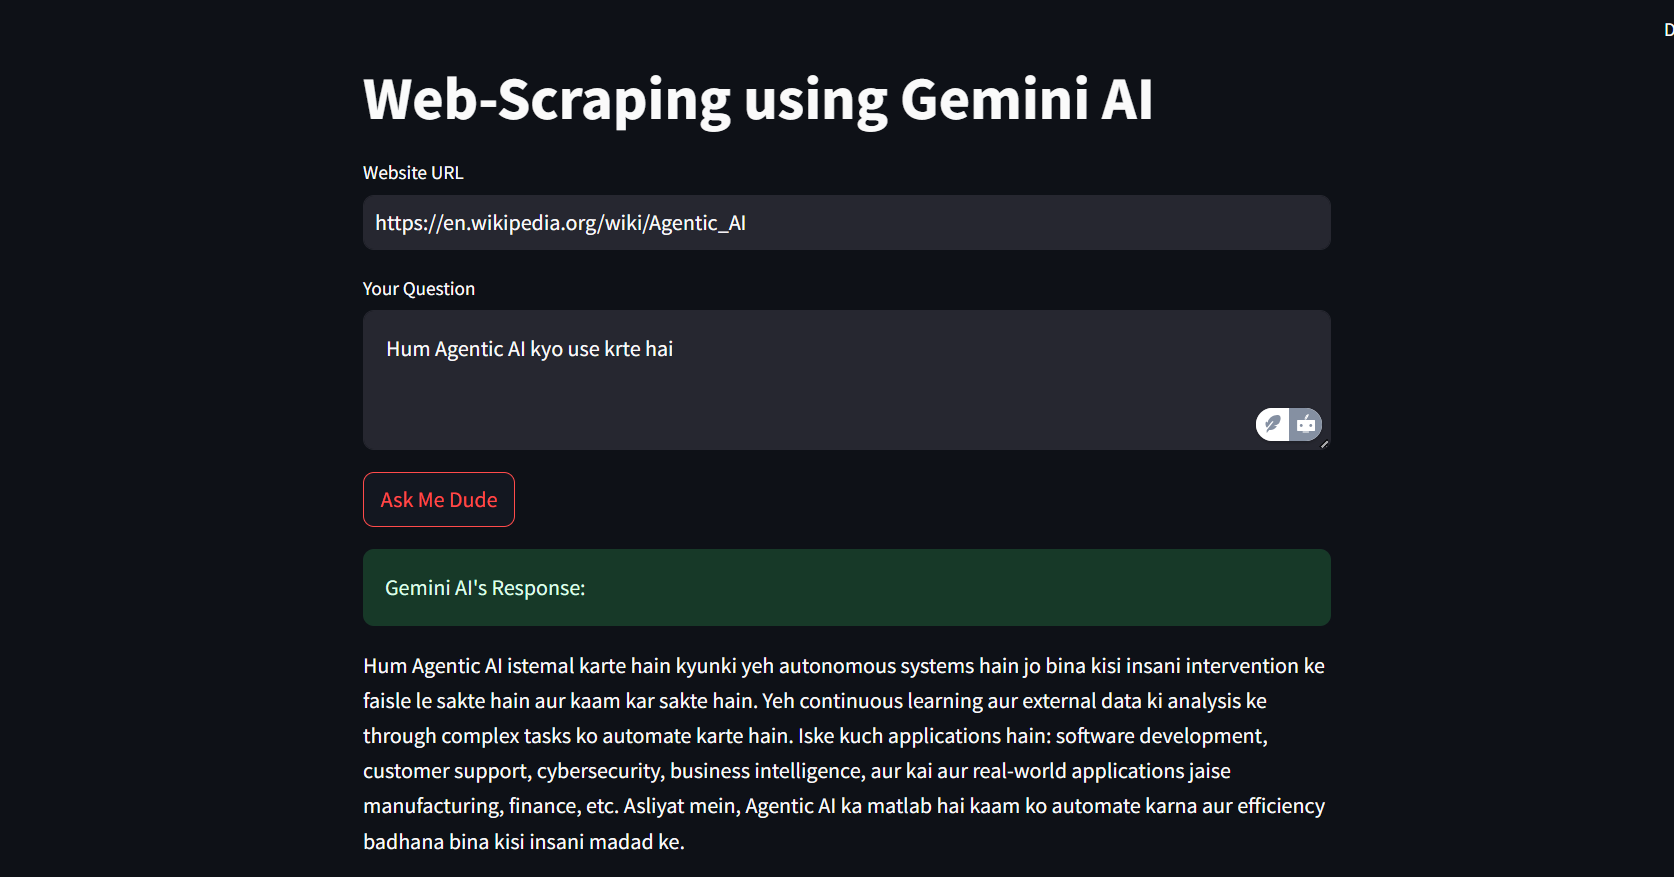 Web-Scraping using Gemini AI
Website URL
https://en.wikipedia.org/wiki/Agentic_AI
Your Question
Hum Agentic AI kyo use krte hai
Ask Me Dude
Gemini AI's Response:
Hum Agentic AI istemal karte hain kyunki yeh autonomous systems hain jo bina kisi insani intervention ke
faisle le sakte hain aur kaam kar sakte hain. Yeh continuous learning aur external data ki analysis ke
through complex tasks ko automate karte hain. Iske kuch applications hain: software development,
customer support, cybersecurity, business intelligence, aur kai aur real-world applications jaise
manufacturing, finance, etc. Asliyat mein, Agentic AI ka matlab hai kaam ko automate karna aur efficiency
badhana bina kisi insani madad ke.